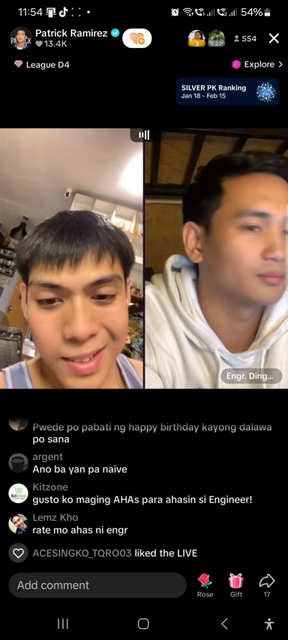 11:54
54%
Patrick Ramirez
13.4K
554
League D4
Explore >
SILVER PK Ranking
Jan 18 - Feb 15
Engr. Ding...
Pwede po pabati ng happy birthday kayong dalawa
po sana
argent
Ano ba yan pa naive
Kitzone
gusto ko maging AHAs para ahasin si Engineer!
Lemz Kho
rate mo ahas ni engr
ACESINGKO_TQRO03 liked the LIVE
Add comment
Rose
Gift
17